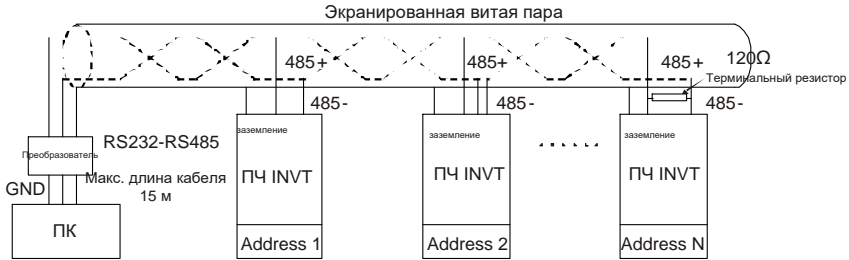 Экранированная витая пара
485+
485+
485+
120Ω
Терминальный резистор
485-
485-
485-
заземление
заземление
заземление
RS232-RS485
Преобразователь
GND
Макс. длина кабеля
15 м
ПЧ INVT
ПЧ INVT
ПЧ INVT
ПК
Address 1
Address 2
Address N